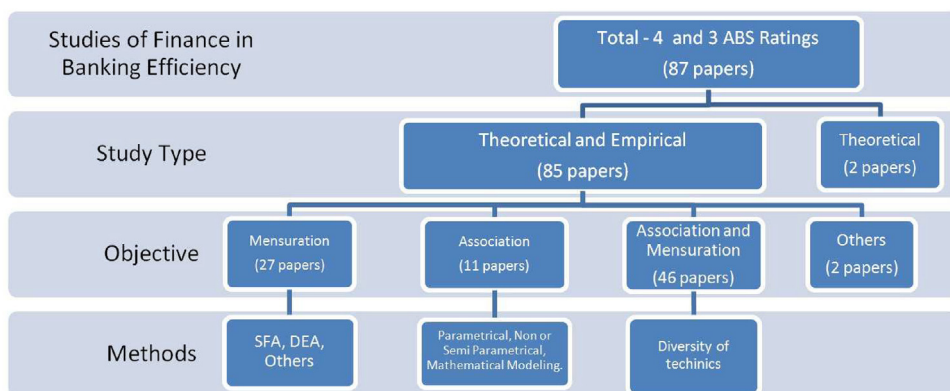 Studies of Finance in
Banking Efficiency
Total - 4 and 3 ABS Ratings
(87 papers)
Study Type
Theoretical and Empirical
(85 papers)
Theoretical
(2 papers)
Objective
Mensuration
(27 papers)
Association
(11 papers)
Association and
Mensuration
(46 papers)
Others
(2 papers)
Methods
SFA, DEA,
Others
Parametrical, Non or
Semi Parametrical,
Mathematical Modeling.
Diversity of
techinics